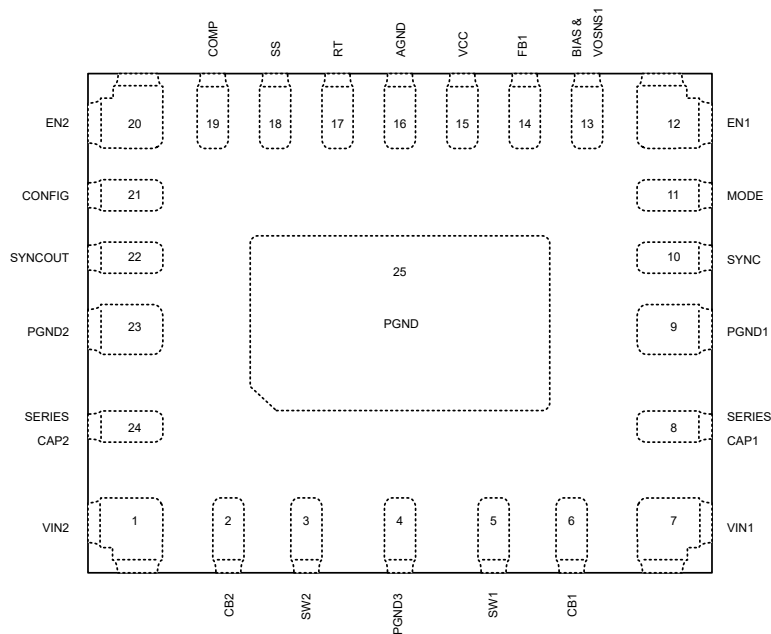 COMP
SS
RT
AGND
VCC
FB1
BIAS &
VOSNS1
EN2
20
19
18
17
16
15
14
13
12
EN1
CONFIG
21
11
MODE
SYNCOUT
22
10
SYNC
25
PGND
PGND2
23
9
PGND1
SERIES
CAP2
24
8
SERIES
CAP1
VIN2
1
2
3
4
5
6
7
VIN1
CB2
SW2
PGND3
SW1
CB1